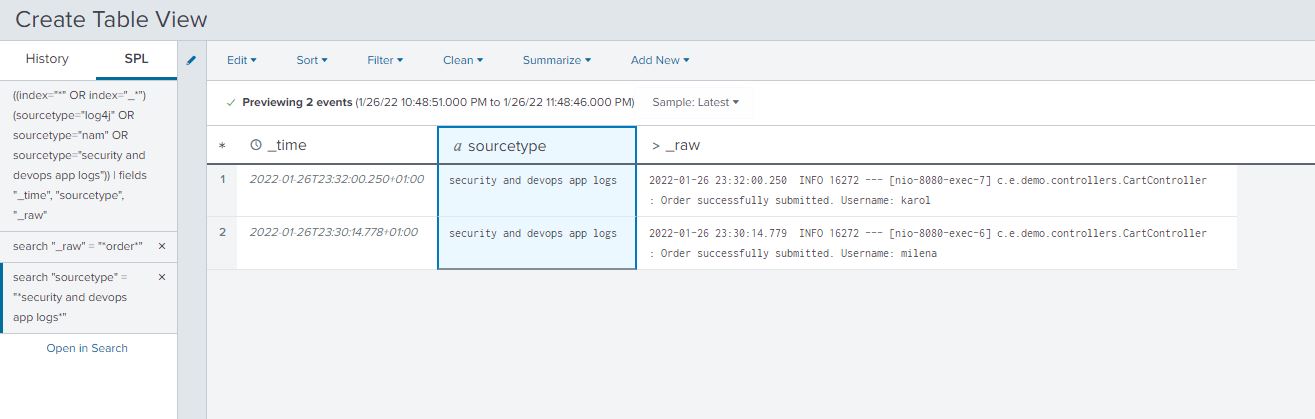 Create Table View
History SPL
Edit Sort Filter Clean Summarize Add New
((index="*" OR index="_*")
(sourcetype="log4j" OR
sourcetype="nam" OR
sourcetype="security and
devops app logs")) | fields
"_time", "sourcetype",
"_raw"
search "_raw" = "*order*" ×
search "sourcetype" = ×
"*security and devops
app logs*"
Open in Search
✓ Previewing 2 events (1/26/22 10:48:51.000 PM to 1/26/22 11:48:46.000 PM) Sample: Latest
* _time a sourcetype > _raw
1 2022-01-26T23:32:00.250+01:00 security and devops app logs 2022-01-26 23:32:00.250  INFO 16272 --- [nio-8080-exec-7] c.e.demo.controllers.CartController
: Order successfully submitted. Username: karol
2 2022-01-26T23:30:14.778+01:00 security and devops app logs 2022-01-26 23:30:14.779  INFO 16272 --- [nio-8080-exec-6] c.e.demo.controllers.CartController
: Order successfully submitted. Username: milena